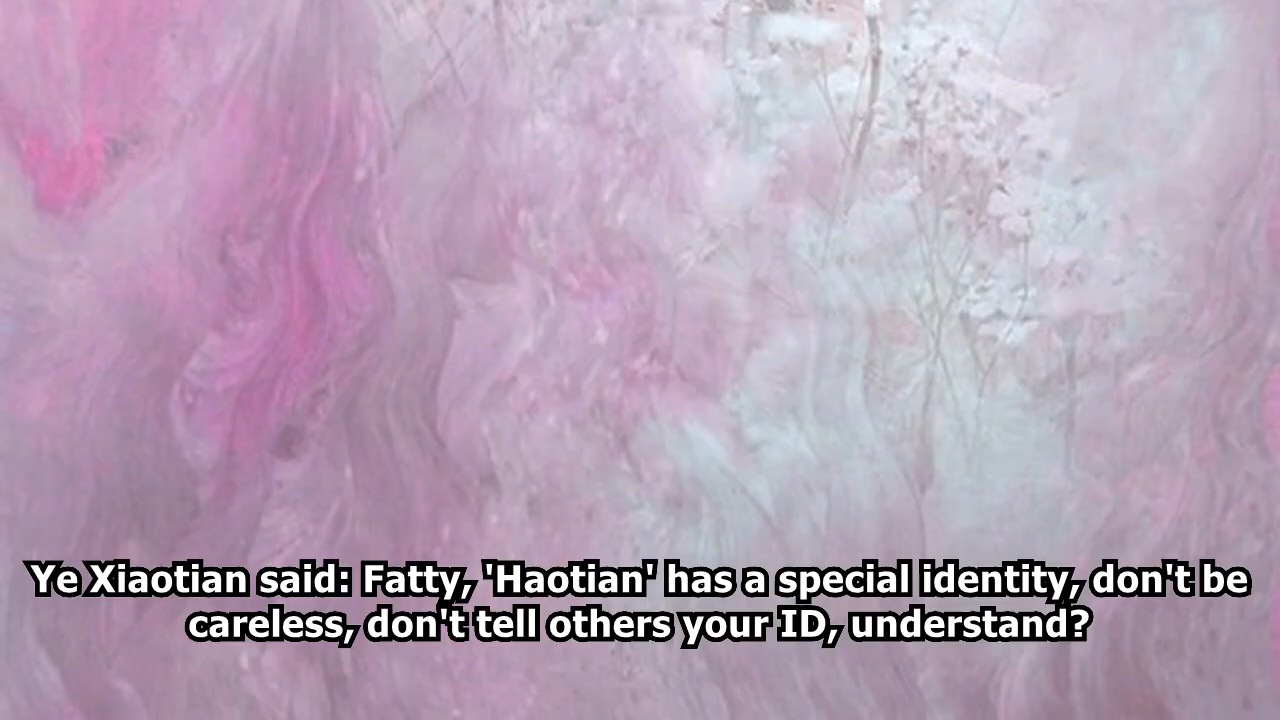 Ye Xiaotian said: Fatty, 'Haotian' has a special identity, don't be
careless, don't tell others your ID, understand?